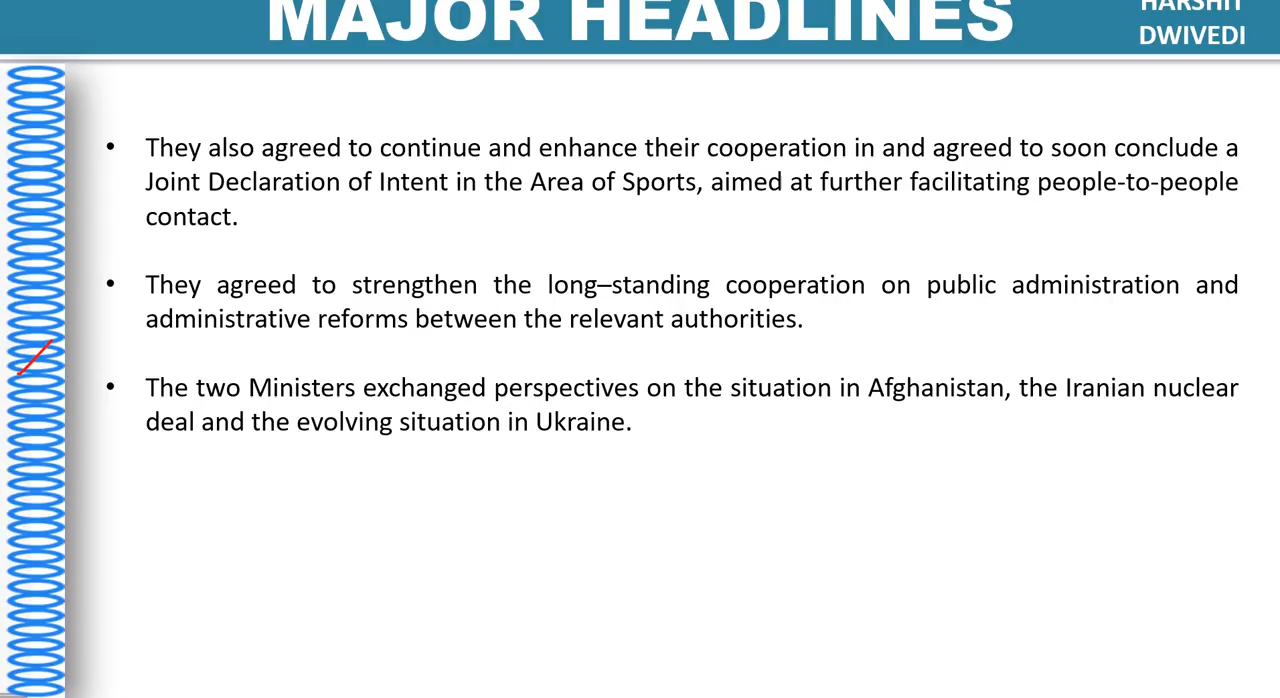 MAJOR HEADLINES
HARSHIT
DWIVEDI
• They also agreed to continue and enhance their cooperation in and agreed to soon conclude a
Joint Declaration of Intent in the Area of Sports, aimed at further facilitating people-to-people
contact.
• They agreed to strengthen the long–standing cooperation on public administration and
administrative reforms between the relevant authorities.
• The two Ministers exchanged perspectives on the situation in Afghanistan, the Iranian nuclear
deal and the evolving situation in Ukraine.